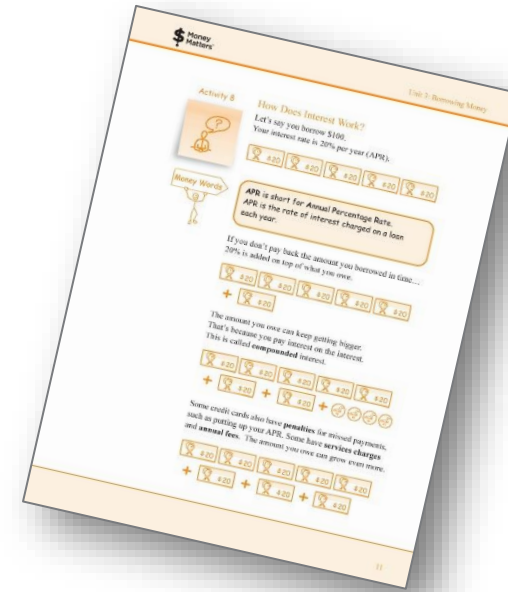 $ Money
Matters
Unit 3: Borrowing Money
Activity B
How Does Interest Work?
Let's say you borrow $100.
Your interest rate is 20% per year (APR).
?
$20 $20 $20 $20 $20
Money Words
APR is short for Annual Percentage Rate.
APR is the rate of interest charged on a loan
each year.
If you don't pay back the amount you borrowed in time…
20% is added on top of what you owe.
$20 $20 $20 $20 $20
+ $20
The amount you owe can keep getting bigger.
That's because you pay interest on the interest.
This is called compounded interest.
$20 $20 $20 $20 $20
+ $20 + $20 +
Some credit cards also have penalties for missed payments,
such as putting up your APR. Some have services charges
and annual fees. The amount you owe can grow even more.
$20 $20 $20 $20 $20
+ $20 + $20 + $20
11